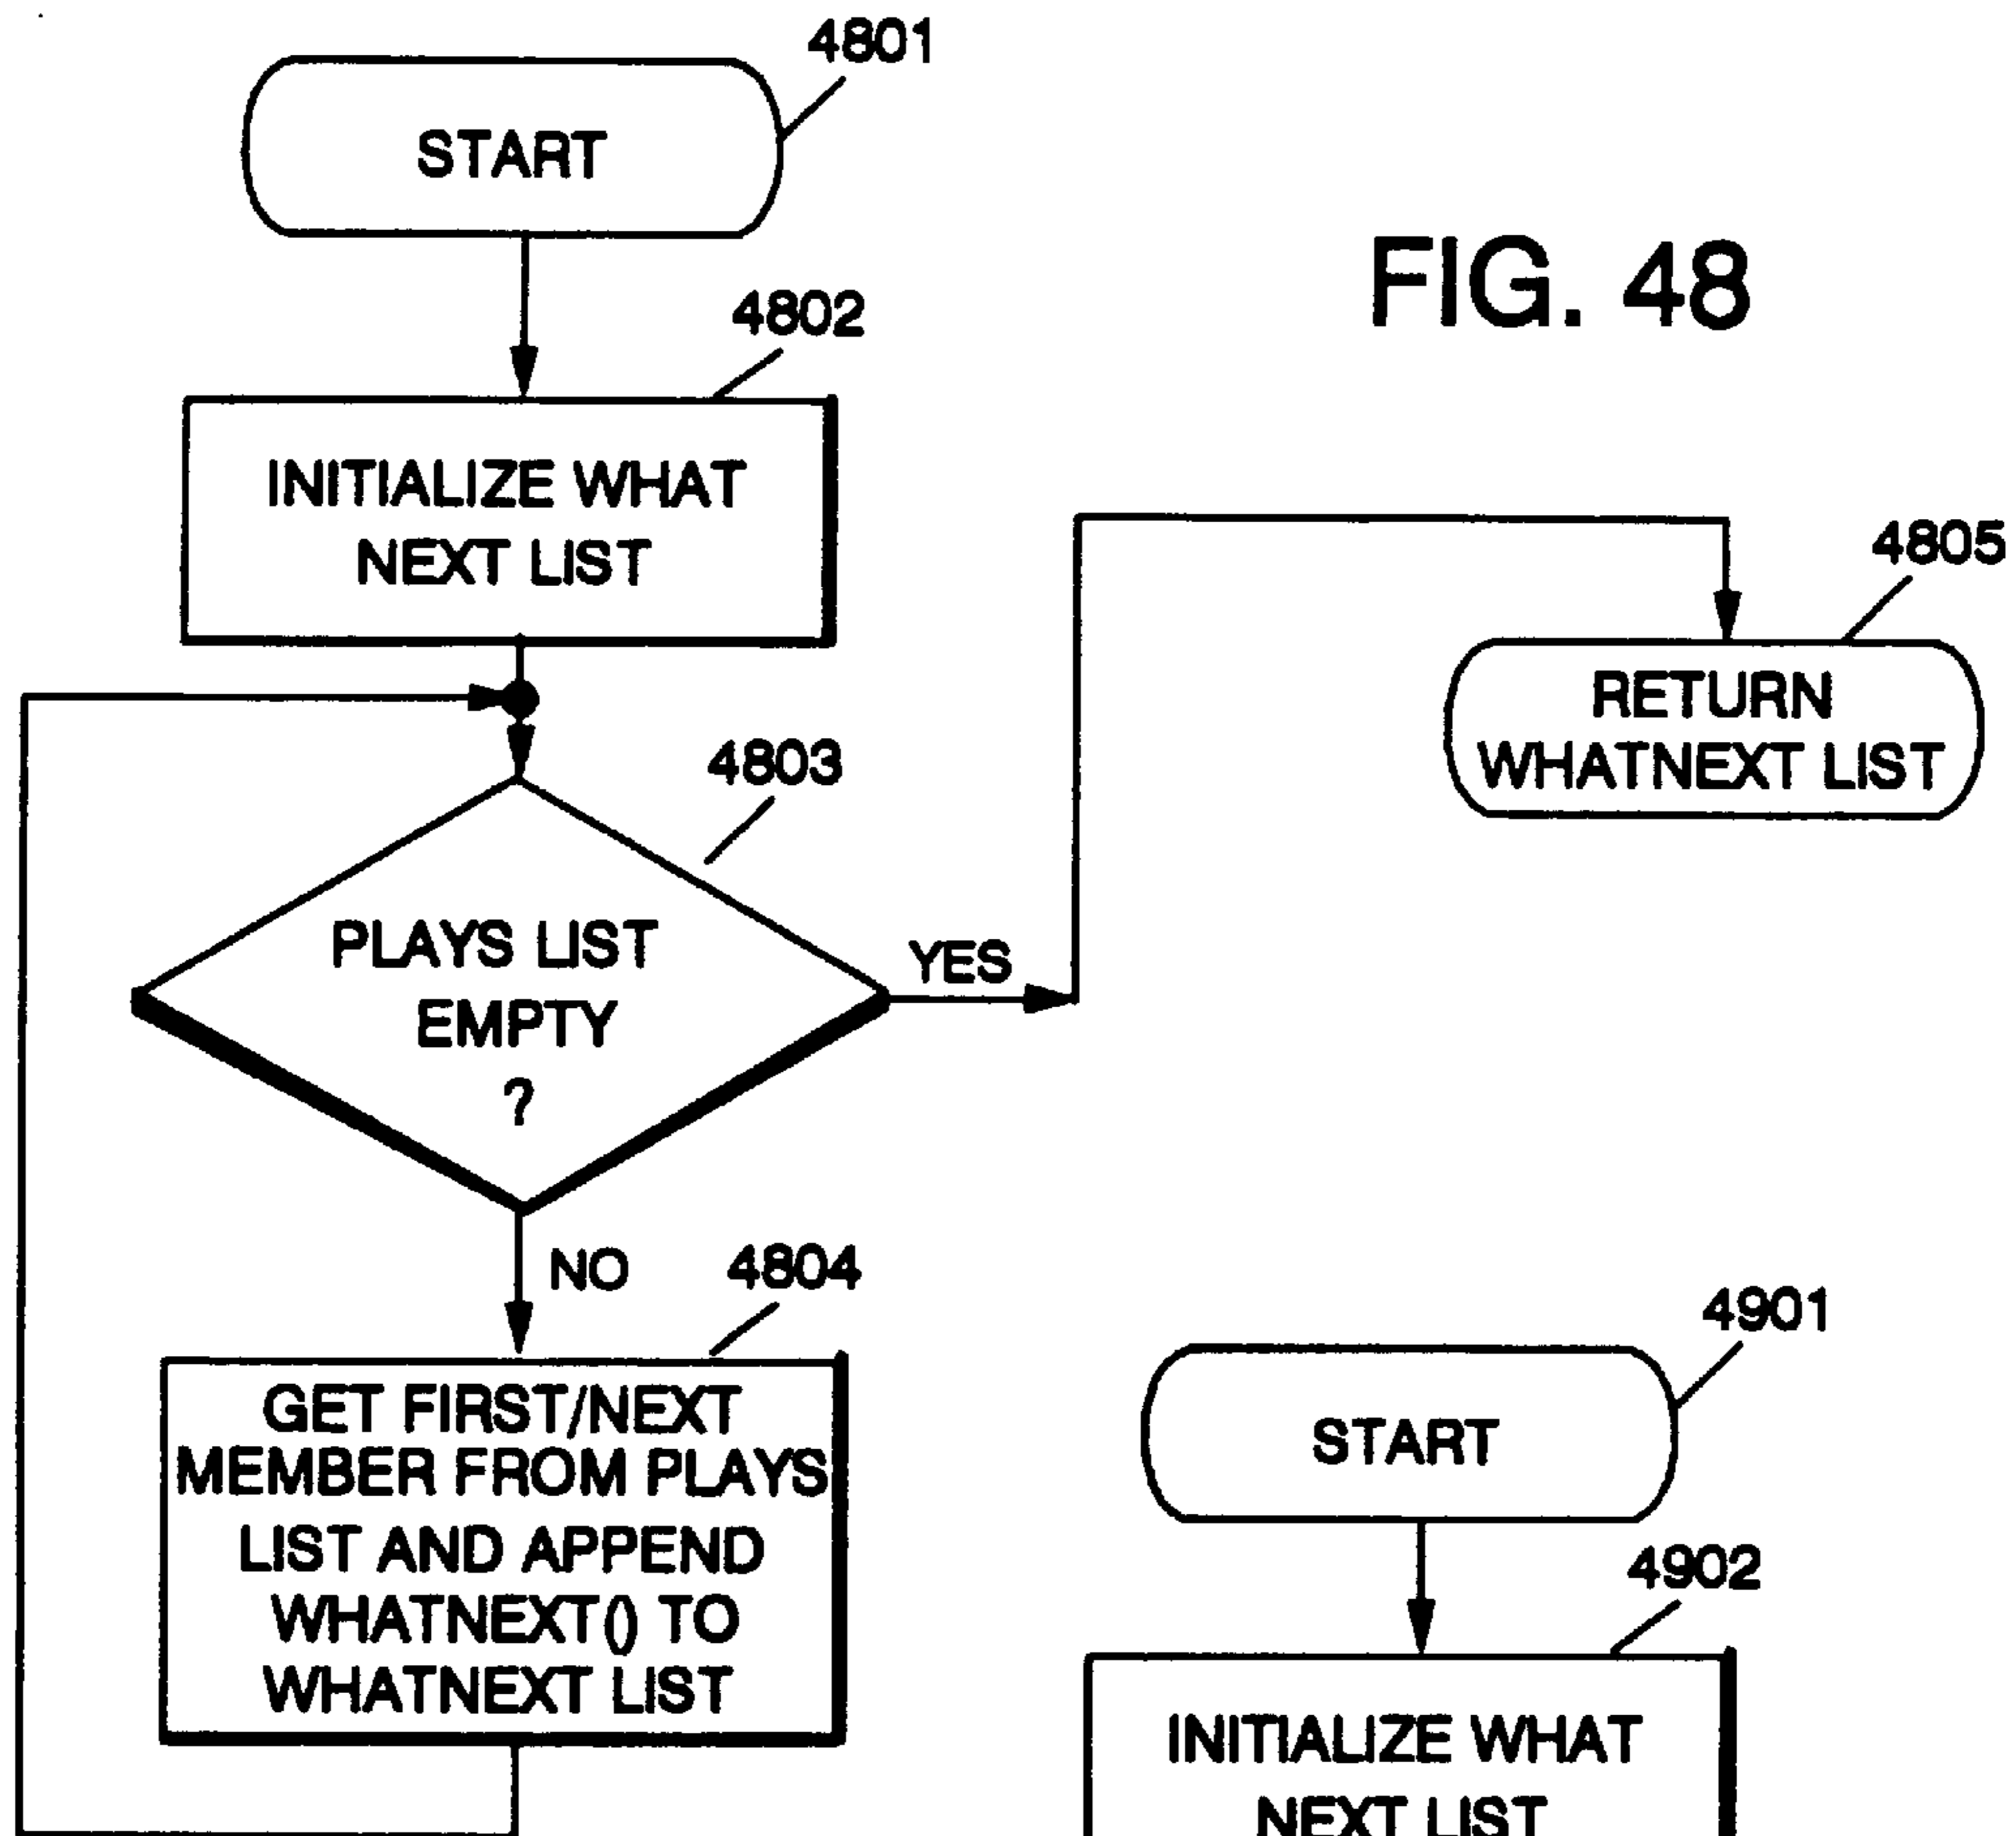 4801
START
FIG. 48
4802
INITIALIZE WHAT
NEXT LIST
4805
RETURN
WHATNEXT LIST
4803
PLAYS LIST
EMPTY
?
YES
NO
4804
GET FIRST/NEXT
MEMBER FROM PLAYS
LIST AND APPEND
WHATNEXT() TO
WHATNEXT LIST
4901
START
4902
INITIALIZE WHAT
NEXT LIST